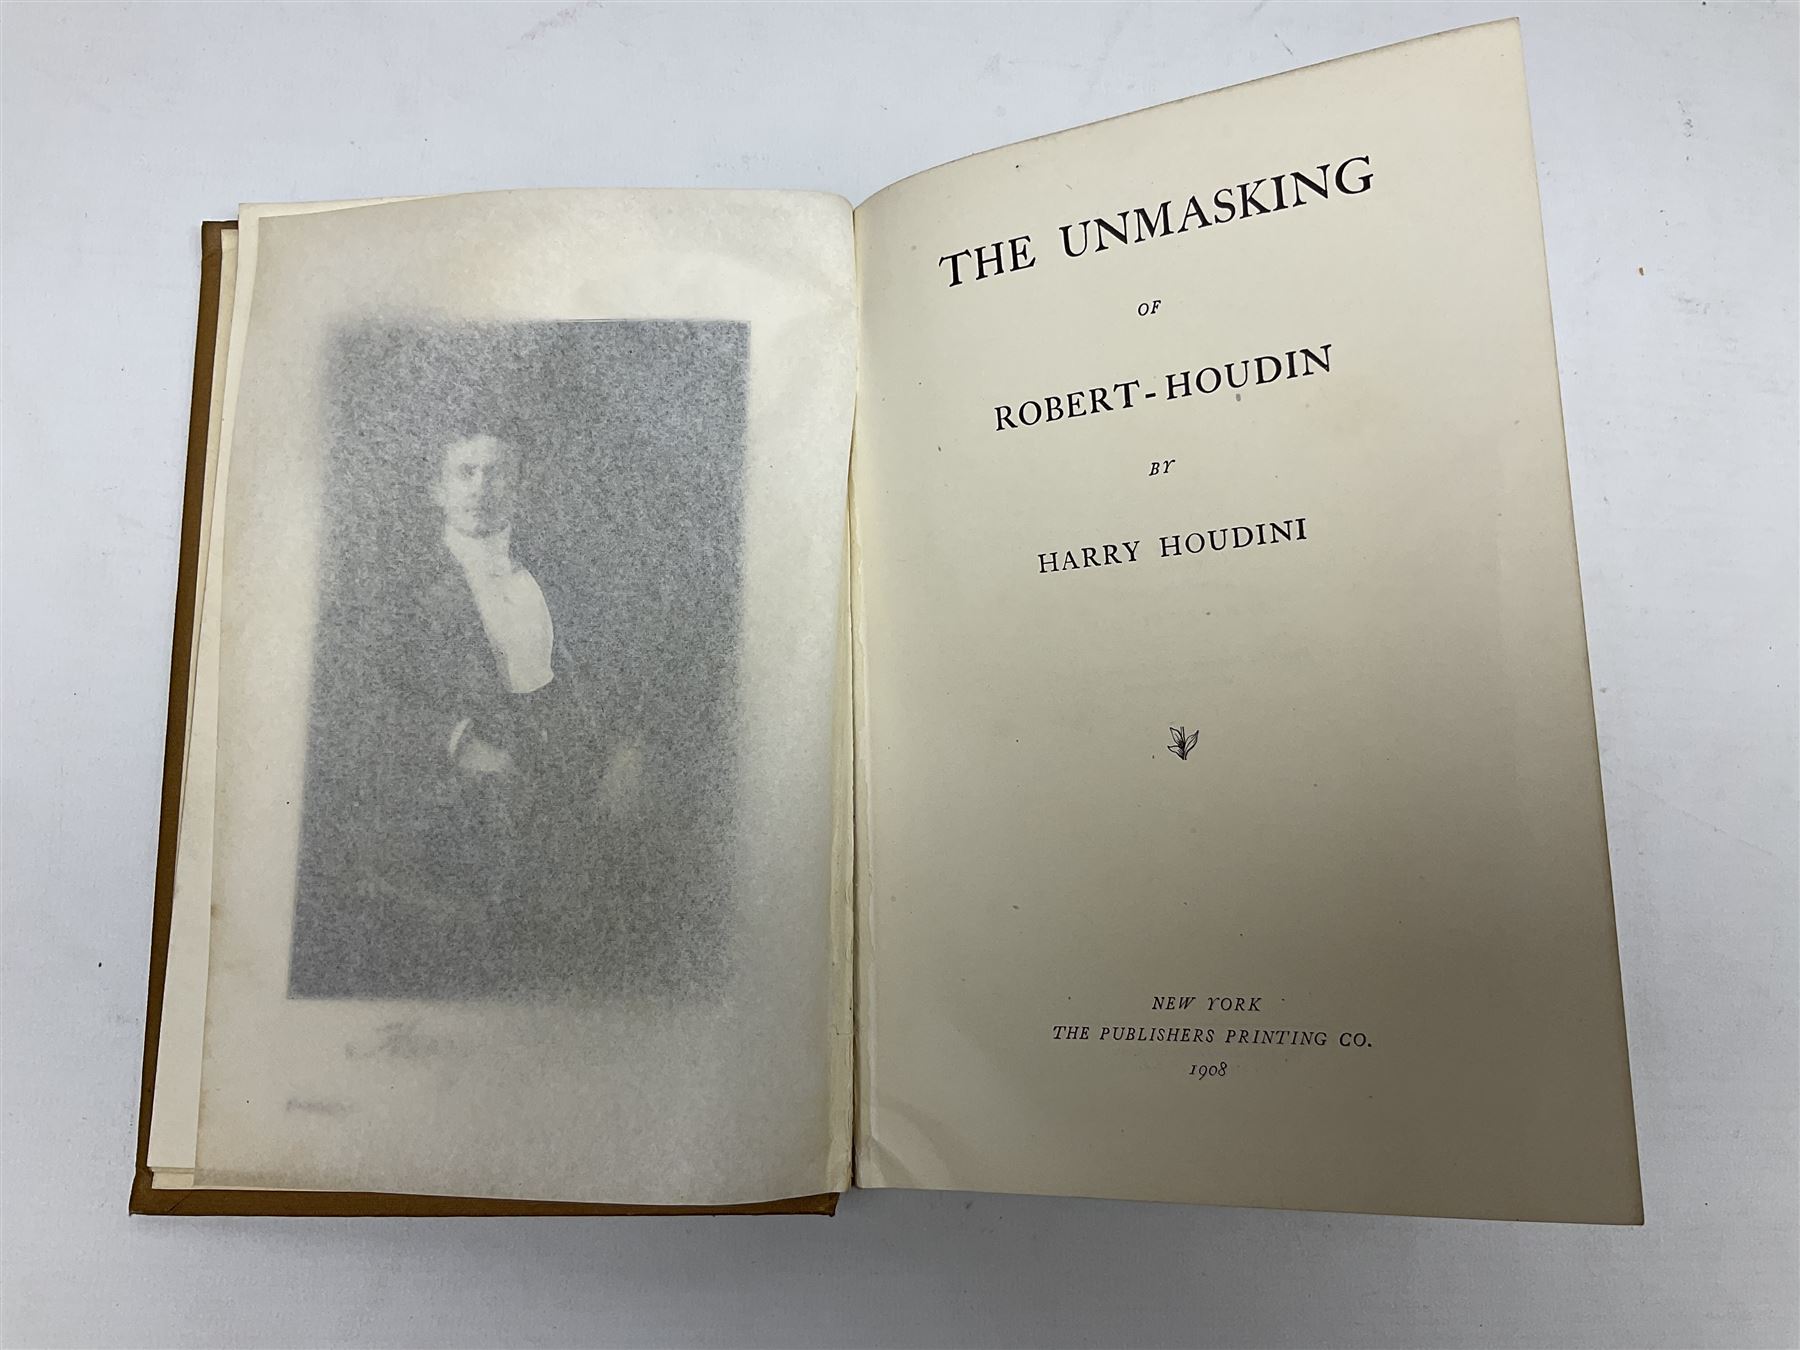 THE UNMASKING
OF
ROBERT-HOUDIN
BY
HARRY HOUDINI
NEW YORK
THE PUBLISHERS PRINTING CO.
1908